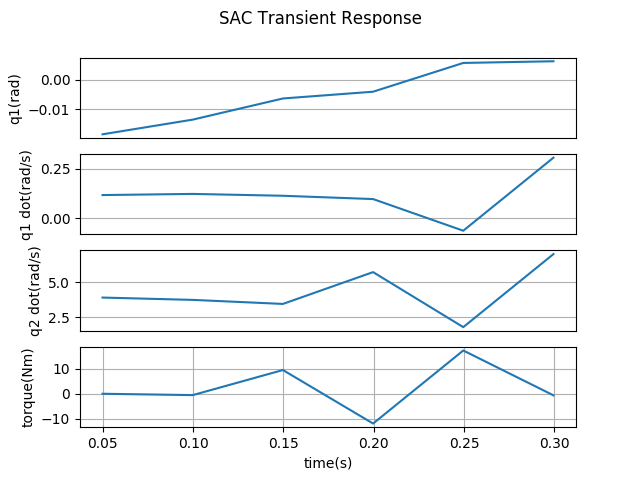 SAC Transient Response
q1(rad)
0.00
−0.01
q1 dot(rad/s)
0.25
0.00
q2 dot(rad/s)
5.0
2.5
torque(Nm)
10
0
−10
0.05 0.10 0.15 0.20 0.25 0.30
time(s)